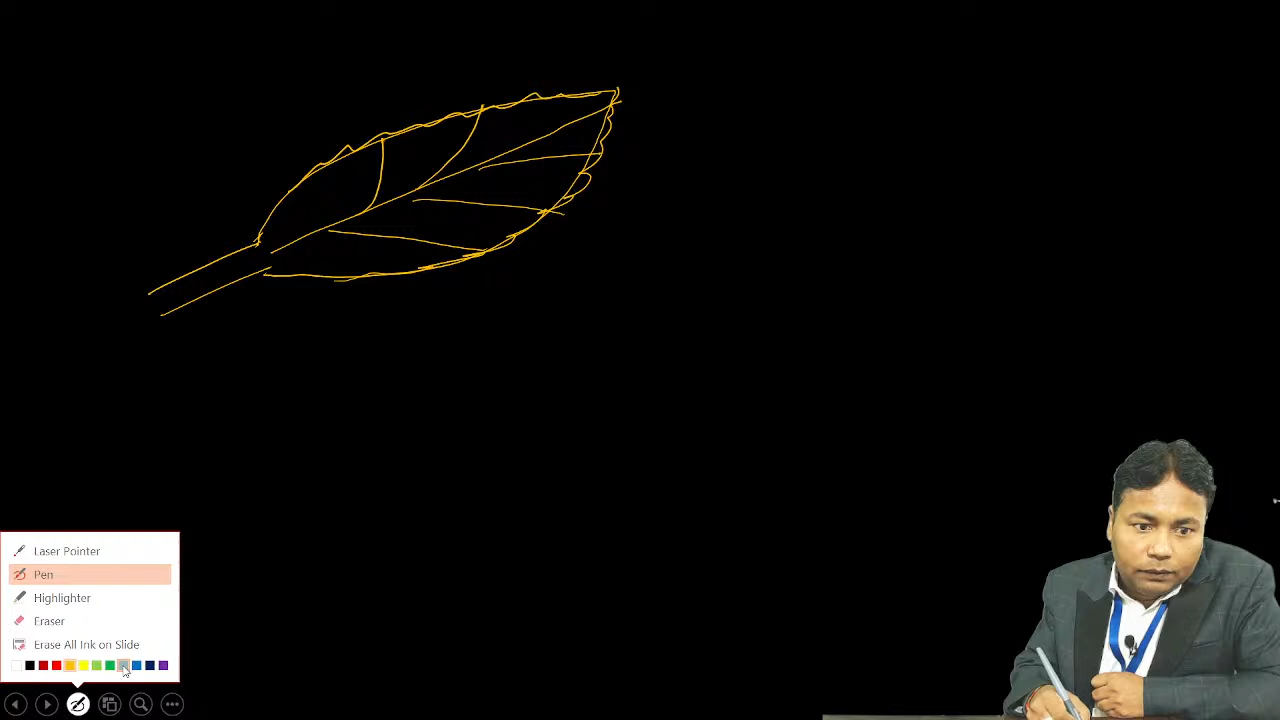 Laser Pointer
Pen
Highlighter
Eraser
Erase All Ink on Slide